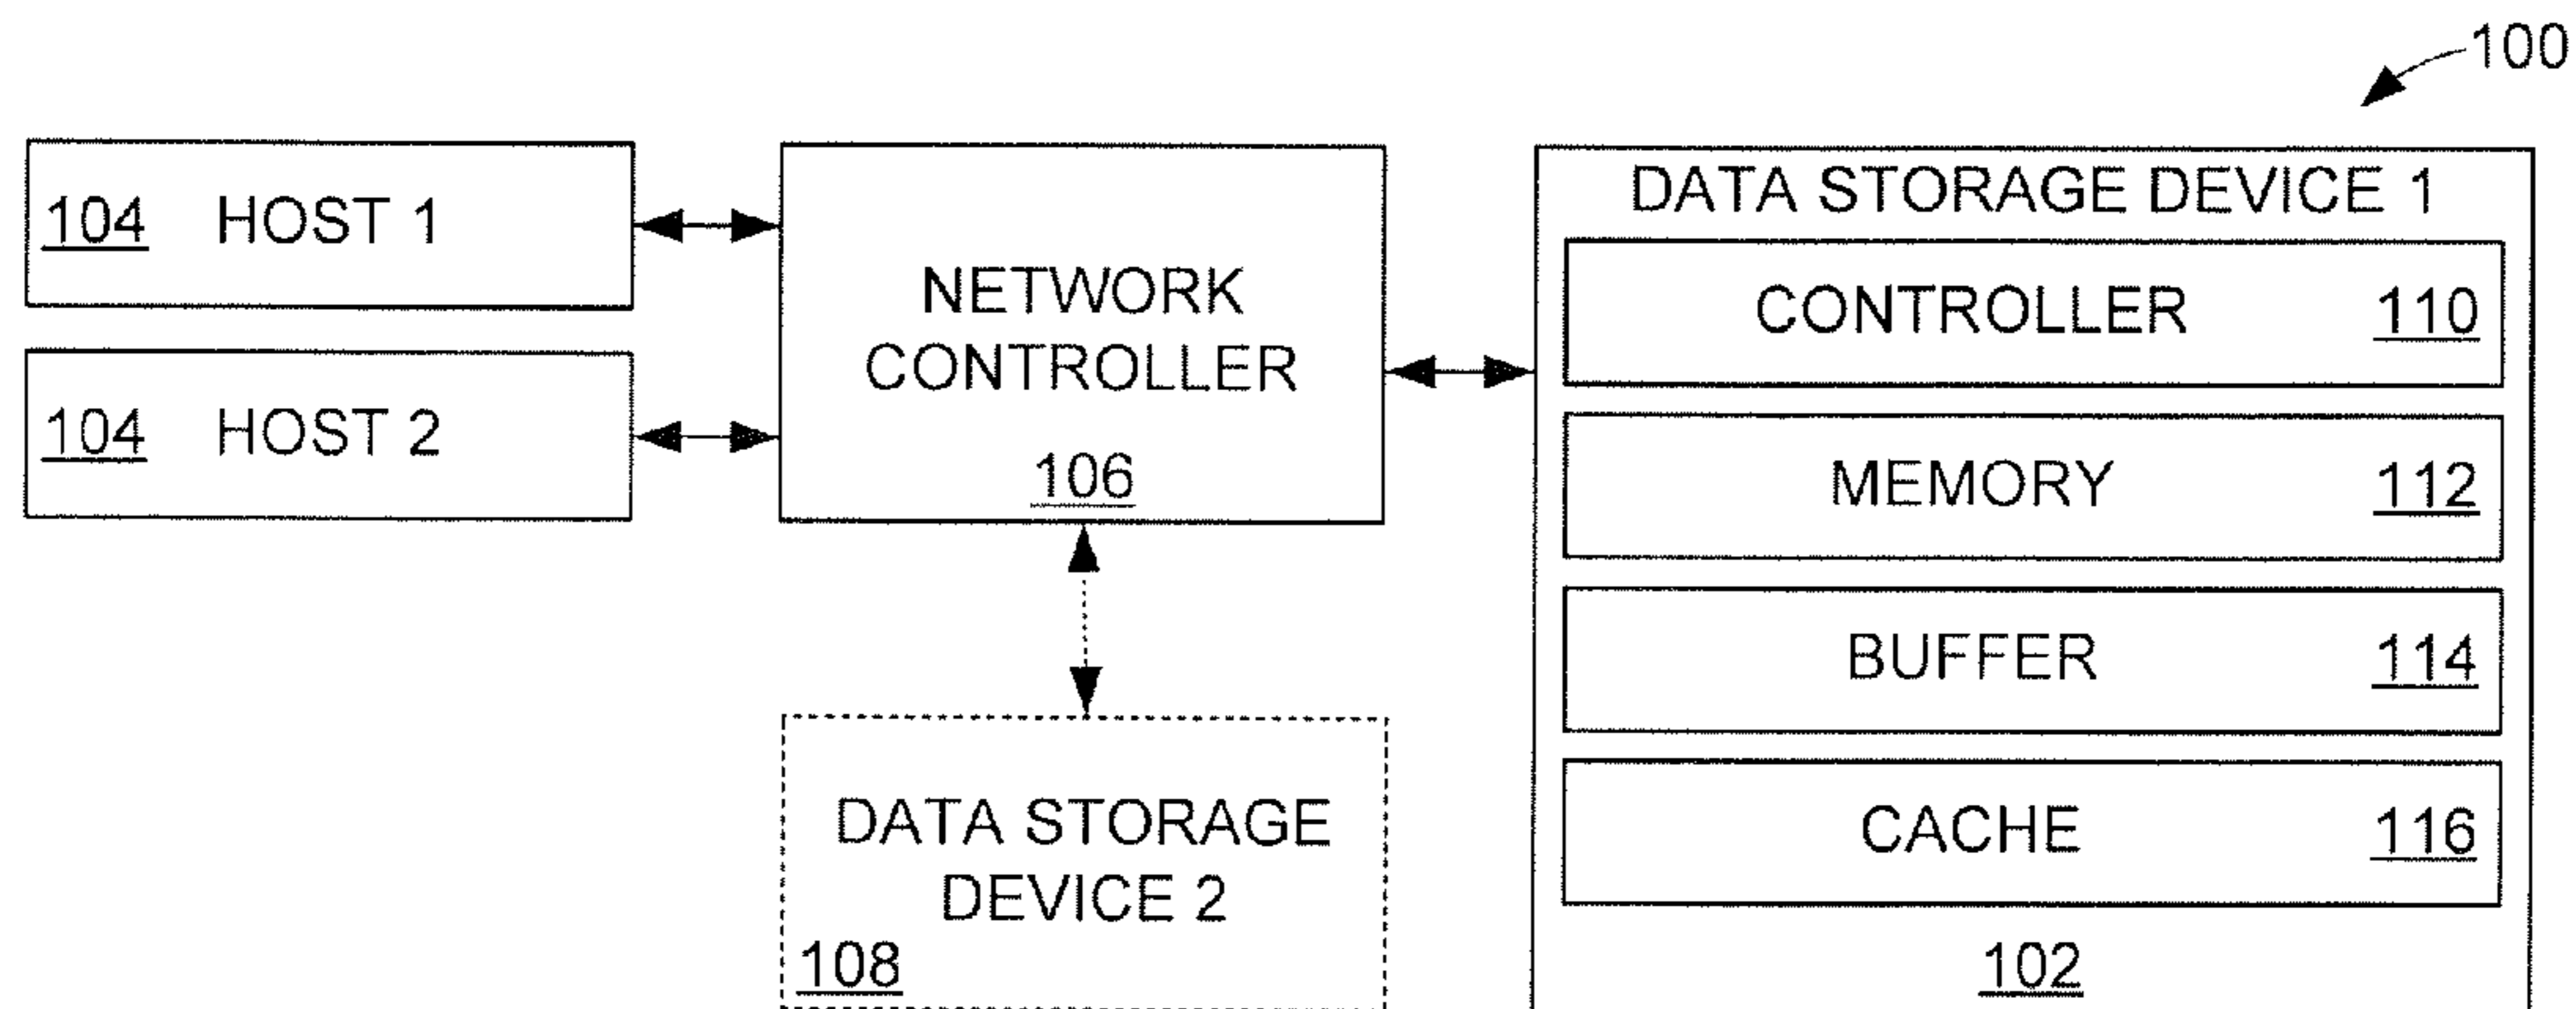 100
104 HOST 1
104 HOST 2
NETWORK
CONTROLLER
106
DATA STORAGE
DEVICE 2
108
DATA STORAGE DEVICE 1
CONTROLLER 110
MEMORY 112
BUFFER 114
CACHE 116
102